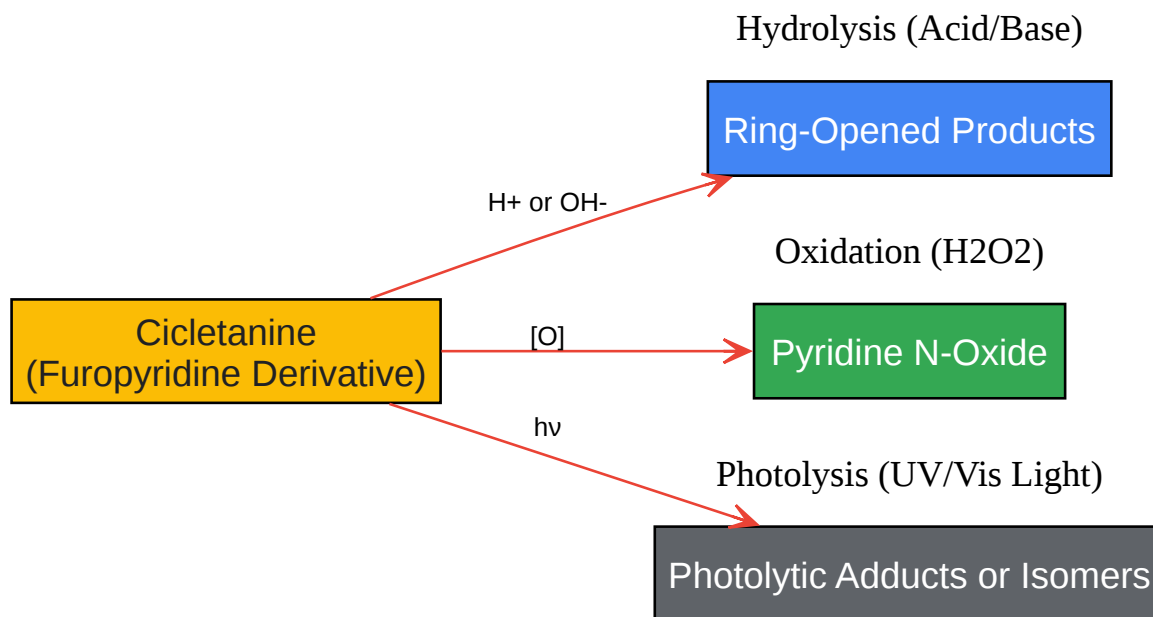 Hydrolysis (Acid/Base)
Ring-Opened Products
H+ or OH-
Oxidation (H2O2)
Cicletanine
(Furopyridine Derivative)
[O]
Pyridine N-Oxide
hν
Photolysis (UV/Vis Light)
Photolytic Adducts or Isomers